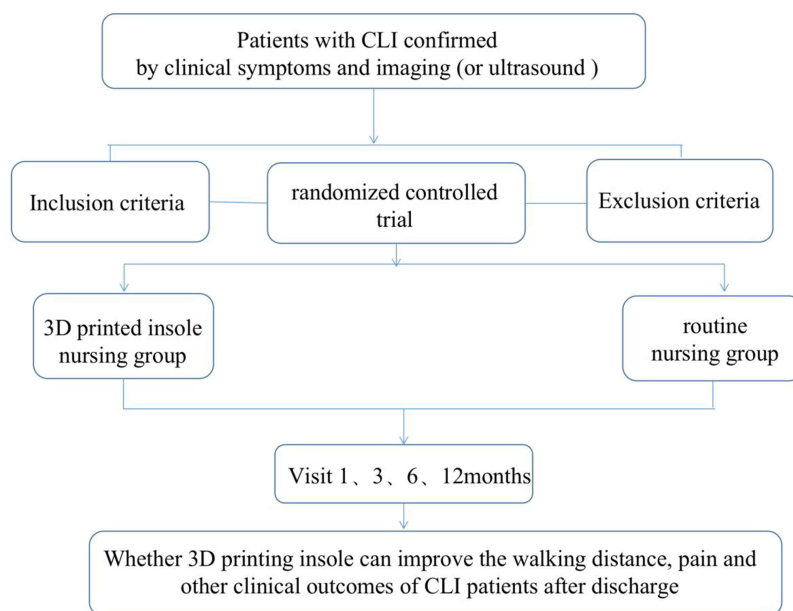 Patients with CLI confirmed
by clinical symptoms and imaging (or ultrasound )
Inclusion criteria
randomized controlled
trial
Exclusion criteria
3D printed insole
nursing group
routine
nursing group
Visit 1、3、6、12months
Whether 3D printing insole can improve the walking distance, pain and
other clinical outcomes of CLI patients after discharge